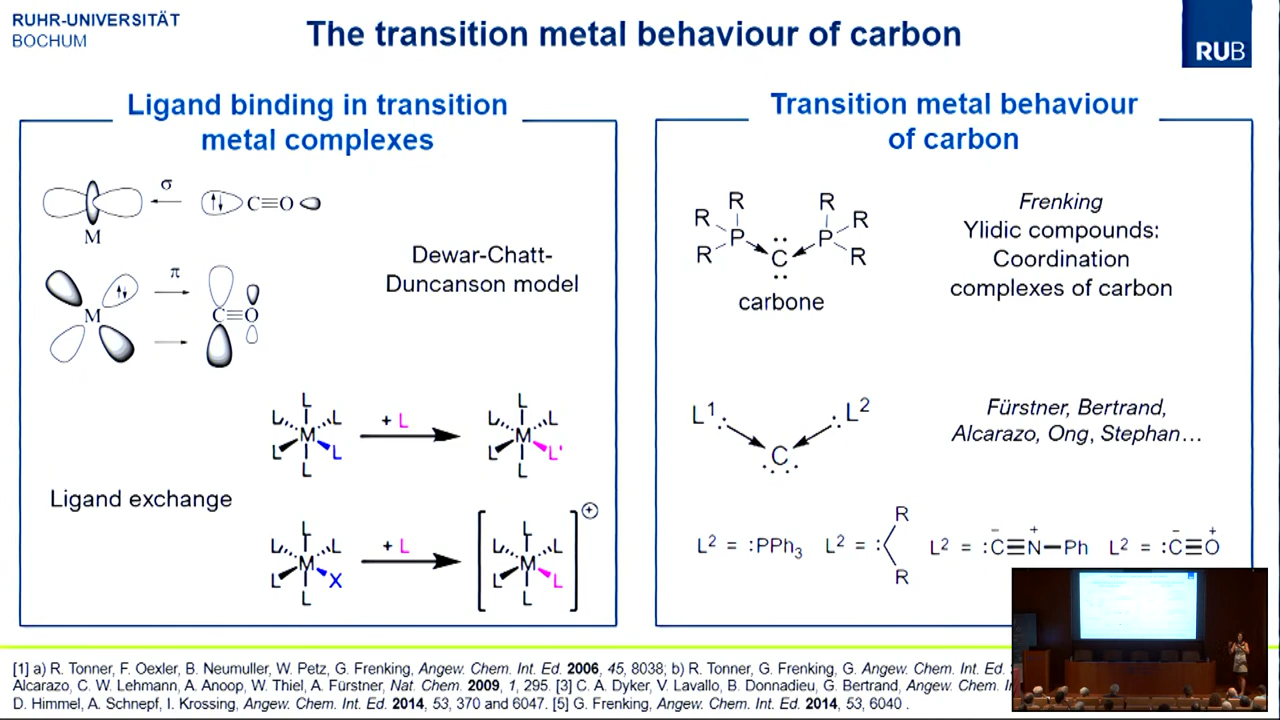 RUHR-UNIVERSITÄT
BOCHUM
The transition metal behaviour of carbon
RUB
Ligand binding in transition
metal complexes
σ
C≡O
M
π
M
C≡O
Dewar-Chatt-
Duncanson model
L L L M L L L
+ L
L L L M L L' L
Ligand exchange
L L L M L X L
+ L
L L L M L L L ⊕
Transition metal behaviour
of carbon
R R R P C P R R R
carbone
Frenking
Ylidic compounds:
Coordination
complexes of carbon
L1: :L2
C
Fürstner, Bertrand,
Alcarazo, Ong, Stephan…
L2 = :PPh3 L2 = : R R L2 = :C≡N–Ph L2 = :C≡O
[1] a) R. Tonner, F. Oexler, B. Neumuller, W. Petz, G. Frenking, Angew. Chem. Int. Ed. 2006, 45, 8038; b) R. Tonner, G. Frenking, G. Angew. Chem. Int. Ed.
Alcarazo, C. W. Lehmann, A. Anoop, W. Thiel, A. Fürstner, Nat. Chem. 2009, 1, 295. [3] C. A. Dyker, V. Lavallo, B. Donnadieu, G. Bertrand, Angew. Chem.
D. Himmel, A. Schnepf, I. Krossing, Angew. Chem. Int. Ed. 2014, 53, 370 and 6047. [5] G. Frenking, Angew. Chem. Int. Ed. 2014, 53, 6040 .